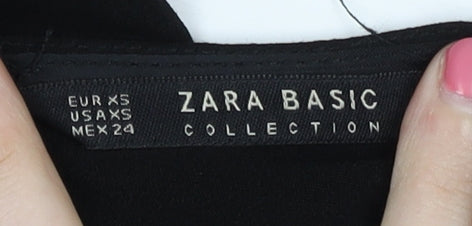 EUR XS
USA XS
MEX 24
ZARA BASIC
COLLECTION